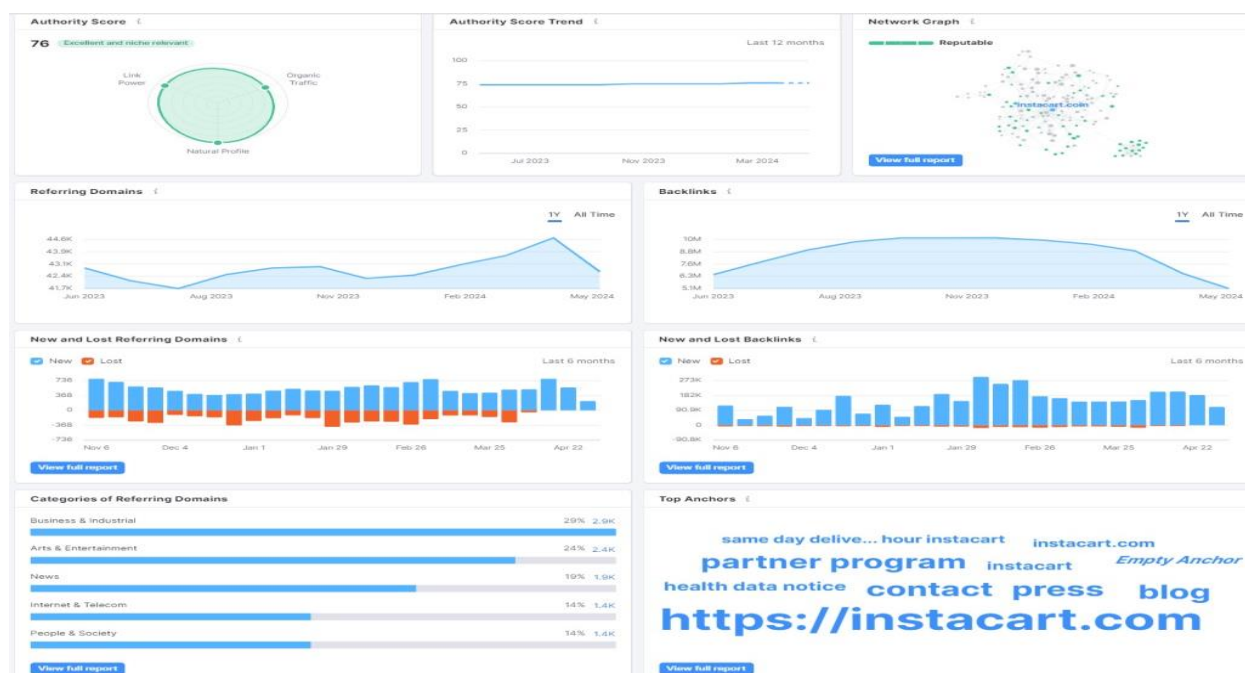 Authority Score
76 Excellent and niche relevant
Link
Power
Organic
Traffic
Natural Profile
Authority Score Trend
Last 12 months
100
75
50
25
0
Jul 2023 Nov 2023 Mar 2024
Network Graph
Reputable
instacart.com
View full report
Referring Domains
1Y All Time
44.6K
43.9K
43.1K
42.4K
41.7K
Jun 2023 Aug 2023 Nov 2023 Feb 2024 May 2024
Backlinks
1Y All Time
10M
8.8M
7.6M
6.3M
5.1M
Jun 2023 Aug 2023 Nov 2023 Feb 2024 May 2024
New and Lost Referring Domains
New Lost
Last 6 months
736
368
0
-368
-736
Nov 6 Dec 4 Jan 1 Jan 29 Feb 26 Mar 25 Apr 22
View full report
New and Lost Backlinks
New Lost
Last 6 months
273K
182K
90.9K
0
-90.8K
Nov 6 Dec 4 Jan 1 Jan 29 Feb 26 Mar 25 Apr 22
View full report
Categories of Referring Domains
Business & Industrial 29% 2.9K
Arts & Entertainment 24% 2.4K
News 19% 1.9K
Internet & Telecom 14% 1.4K
People & Society 14% 1.4K
View full report
Top Anchors
same day delive... hour instacart instacart.com
partner program instacart Empty Anchor
health data notice contact press blog
https://instacart.com
View full report